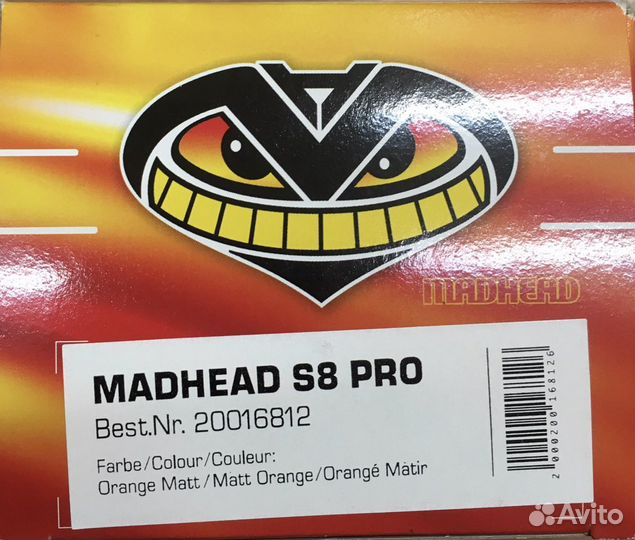 MADHEAD
MADHEAD S8 PRO
Best.Nr. 20016812
Farbe/Colour/Couleur:
Orange Matt/Matt Orange/Orangé Màtir
2 000200 168126
Avito